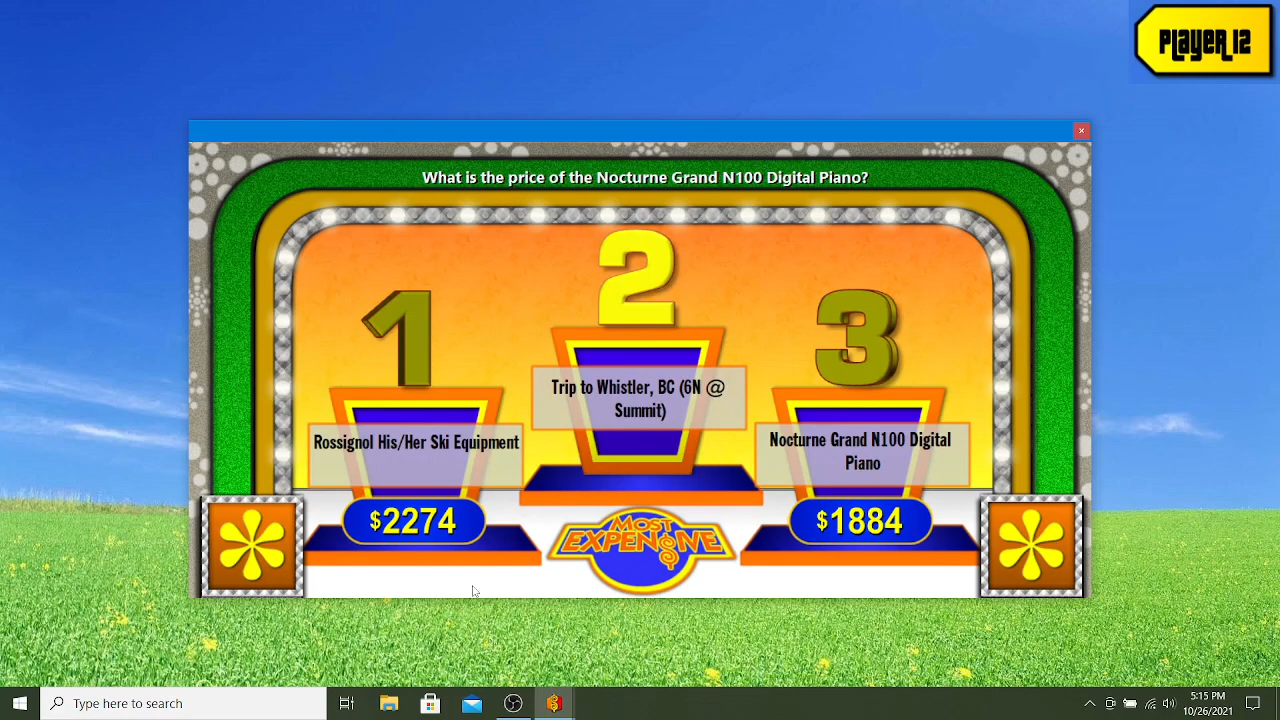 PLAYER 12
What is the price of the Nocturne Grand N100 Digital Piano?
1
2
3
Rossignol His/Her Ski Equipment
Trip to Whistler, BC (6N @
Summit)
Nocturne Grand N100 Digital
Piano
$2274
MOST
EXPEN$IVE
$1884
Type here to search
5:15 PM
10/26/2021